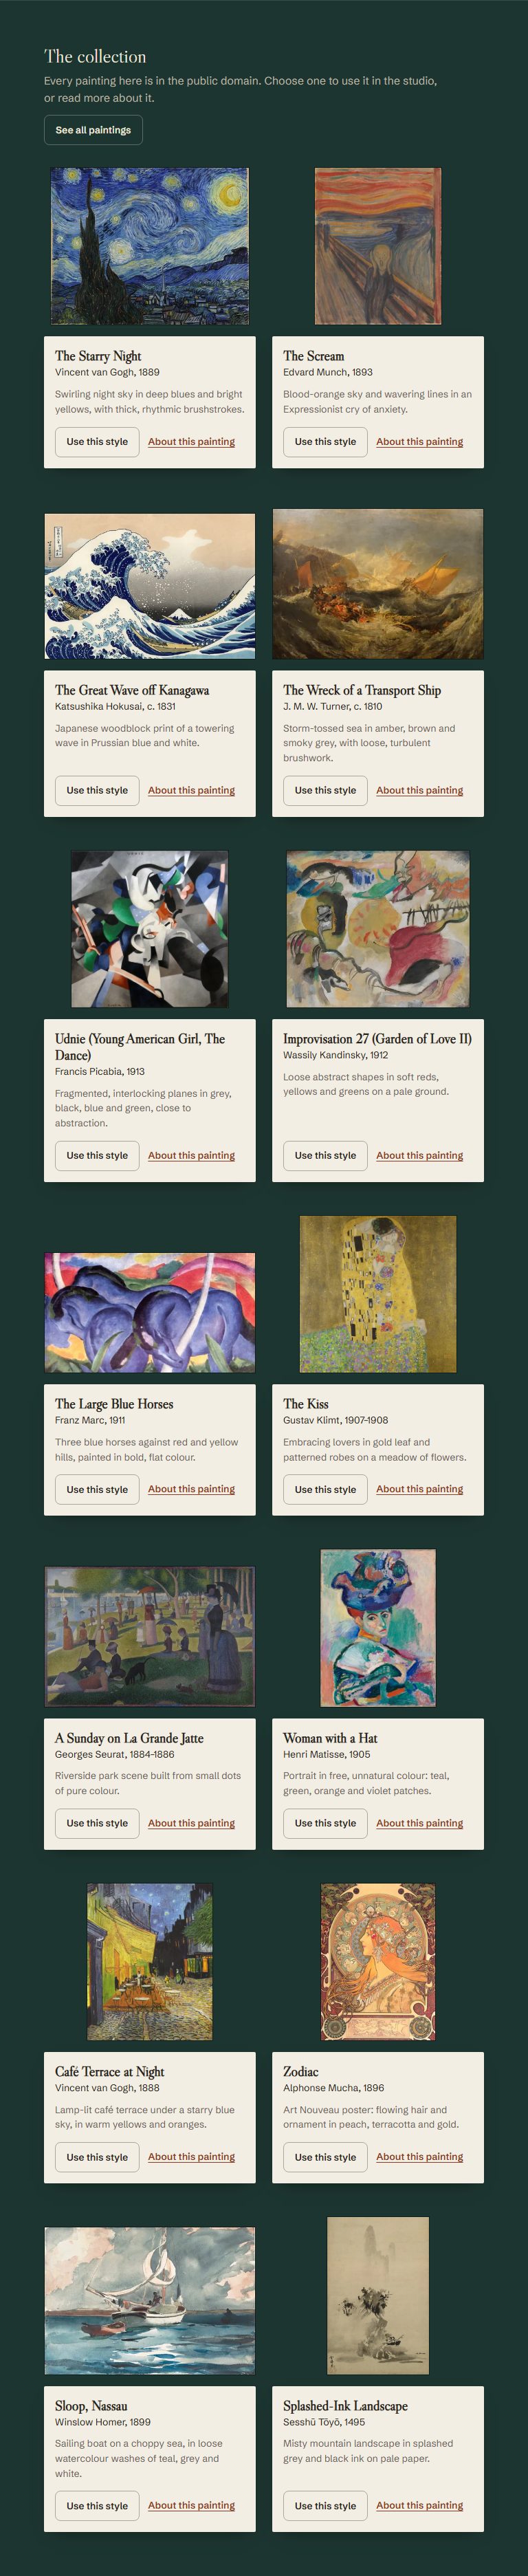 The collection
Every painting here is in the public domain. Choose one to use it in the studio,
or read more about it.
See all paintings
The Starry Night
Vincent van Gogh, 1889
Swirling night sky in deep blues and bright
yellows, with thick, rhythmic brushstrokes.
Use this style
About this painting
The Scream
Edvard Munch, 1893
Blood-orange sky and wavering lines in an
Expressionist cry of anxiety.
Use this style
About this painting
The Great Wave off Kanagawa
Katsushika Hokusai, c. 1831
Japanese woodblock print of a towering
wave in Prussian blue and white.
Use this style
About this painting
The Wreck of a Transport Ship
J. M. W. Turner, c. 1810
Storm-tossed sea in amber, brown and
smoky grey, with loose, turbulent
brushwork.
Use this style
About this painting
Udnie (Young American Girl, The
Dance)
Francis Picabia, 1913
Fragmented, interlocking planes in grey,
black, blue and green, close to
abstraction.
Use this style
About this painting
Improvisation 27 (Garden of Love II)
Wassily Kandinsky, 1912
Loose abstract shapes in soft reds,
yellows and greens on a pale ground.
Use this style
About this painting
The Large Blue Horses
Franz Marc, 1911
Three blue horses against red and yellow
hills, painted in bold, flat colour.
Use this style
About this painting
The Kiss
Gustav Klimt, 1907-1908
Embracing lovers in gold leaf and
patterned robes on a meadow of flowers.
Use this style
About this painting
A Sunday on La Grande Jatte
Georges Seurat, 1884-1886
Riverside park scene built from small dots
of pure colour.
Use this style
About this painting
Woman with a Hat
Henri Matisse, 1905
Portrait in free, unnatural colour: teal,
green, orange and violet patches.
Use this style
About this painting
Café Terrace at Night
Vincent van Gogh, 1888
Lamp-lit café terrace under a starry blue
sky, in warm yellows and oranges.
Use this style
About this painting
Zodiac
Alphonse Mucha, 1896
Art Nouveau poster: flowing hair and
ornament in peach, terracotta and gold.
Use this style
About this painting
Sloop, Nassau
Winslow Homer, 1899
Sailing boat on a choppy sea, in loose
watercolour washes of teal, grey and
white.
Use this style
About this painting
Splashed-Ink Landscape
Sesshū Tōyō, 1495
Misty mountain landscape in splashed
grey and black ink on pale paper.
Use this style
About this painting